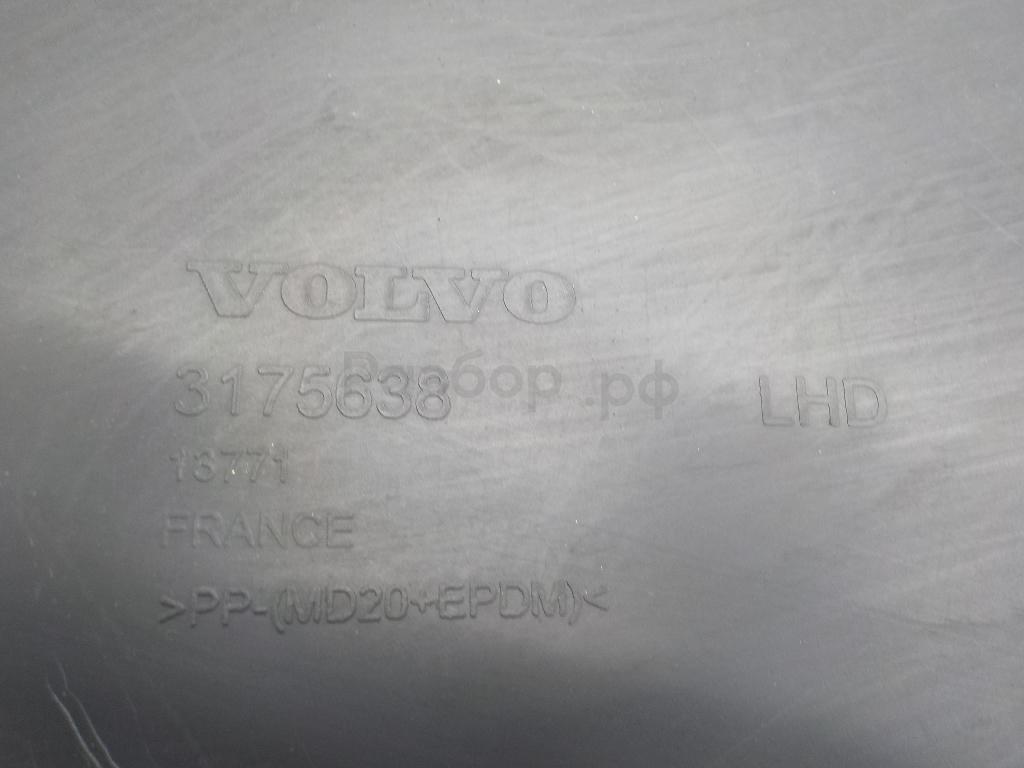 VOLVO
3175638 LHD
Разбор.рф
13771
FRANCE
>PP-(MD20+EPDM)<